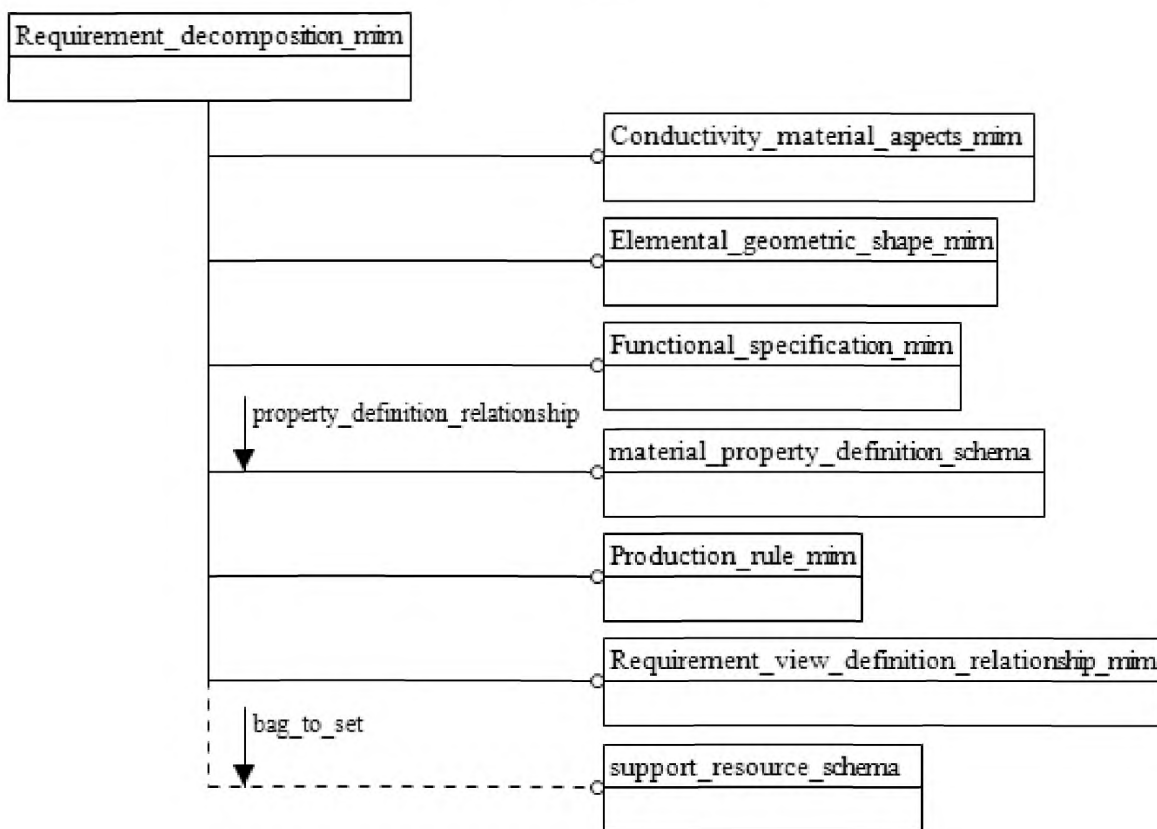 Requirement_decomposition_mim
Conductivity_material_aspects_mim
Elemental_geometric_shape_mim
Functional_specification_mim
property_definition_relationship
material_property_definition_schema
Production_rule_mim
Requirement_view_definition_relationship_mim
bag_to_set
support_resource_schema